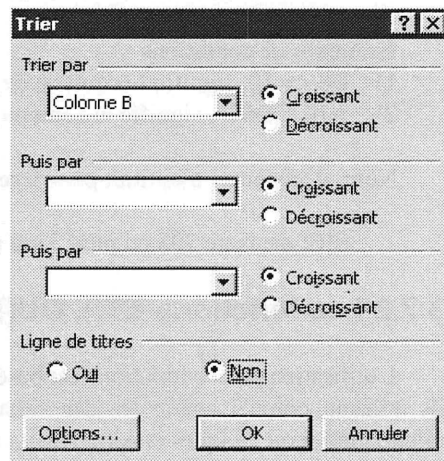 Trier
Trier par
Colonne B
Croissant
Décroissant
Puis par
Croissant
Décroissant
Puis par
Croissant
Décroissant
Ligne de titres
Oui
Non
Options...
OK
Annuler